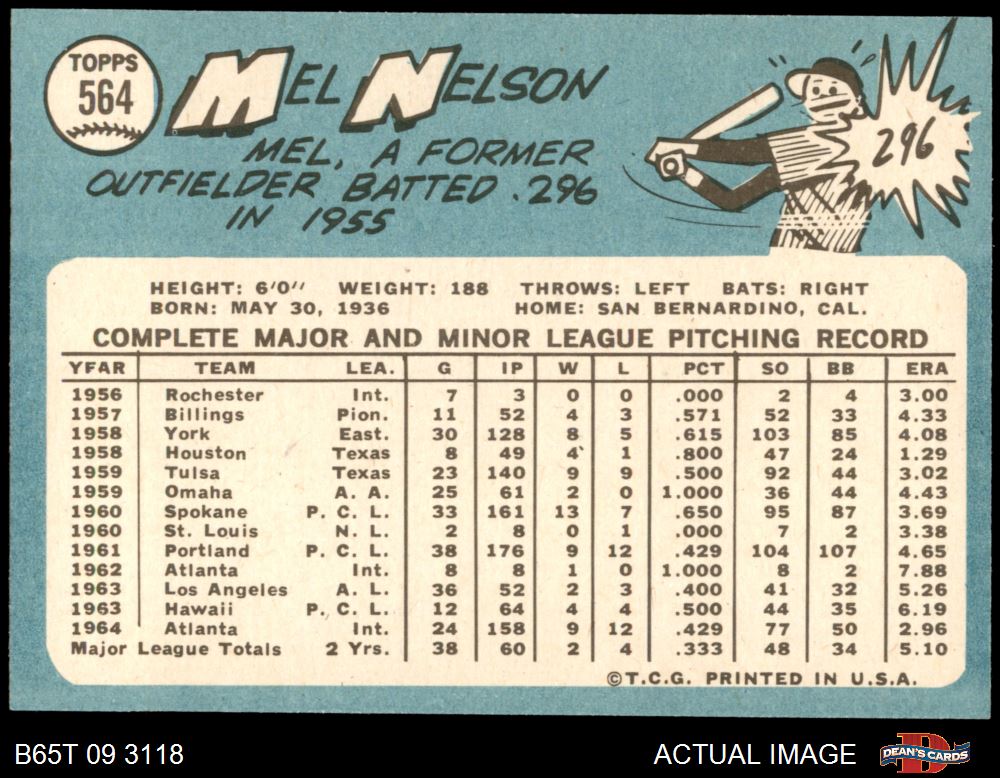 TOPPS
564
MEL NELSON
MEL, A FORMER
OUTFIELDER BATTED .296
IN 1955
296
HEIGHT: 6'0" WEIGHT: 188 THROWS: LEFT BATS: RIGHT
BORN: MAY 30, 1936 HOME: SAN BERNARDINO, CAL.
COMPLETE MAJOR AND MINOR LEAGUE PITCHING RECORD
YEAR TEAM LEA. G IP W L PCT SO BB ERA
1956 Rochester Int. 7 3 0 0 .000 2 4 3.00
1957 Billings Pion. 11 52 4 3 .571 52 33 4.33
1958 York East. 30 128 8 5 .615 103 85 4.08
1958 Houston Texas 8 49 4 1 .800 47 24 1.29
1959 Tulsa Texas 23 140 9 9 .500 92 44 3.02
1959 Omaha A. A. 25 61 2 0 1.000 36 44 4.43
1960 Spokane P. C. L. 33 161 13 7 .650 95 87 3.69
1960 St. Louis N. L. 2 8 0 1 .000 7 2 3.38
1961 Portland P. C. L. 38 176 9 12 .429 104 107 4.65
1962 Atlanta Int. 8 8 1 0 1.000 8 2 7.88
1963 Los Angeles A. L. 36 52 2 3 .400 41 32 5.26
1963 Hawaii P. C. L. 12 64 4 4 .500 44 35 6.19
1964 Atlanta Int. 24 158 9 12 .429 77 50 2.96
Major League Totals 2 Yrs. 38 60 2 4 .333 48 34 5.10
©T.C.G. PRINTED IN U.S.A.
B65T 09 3118 ACTUAL IMAGE
DEAN'S CARDS